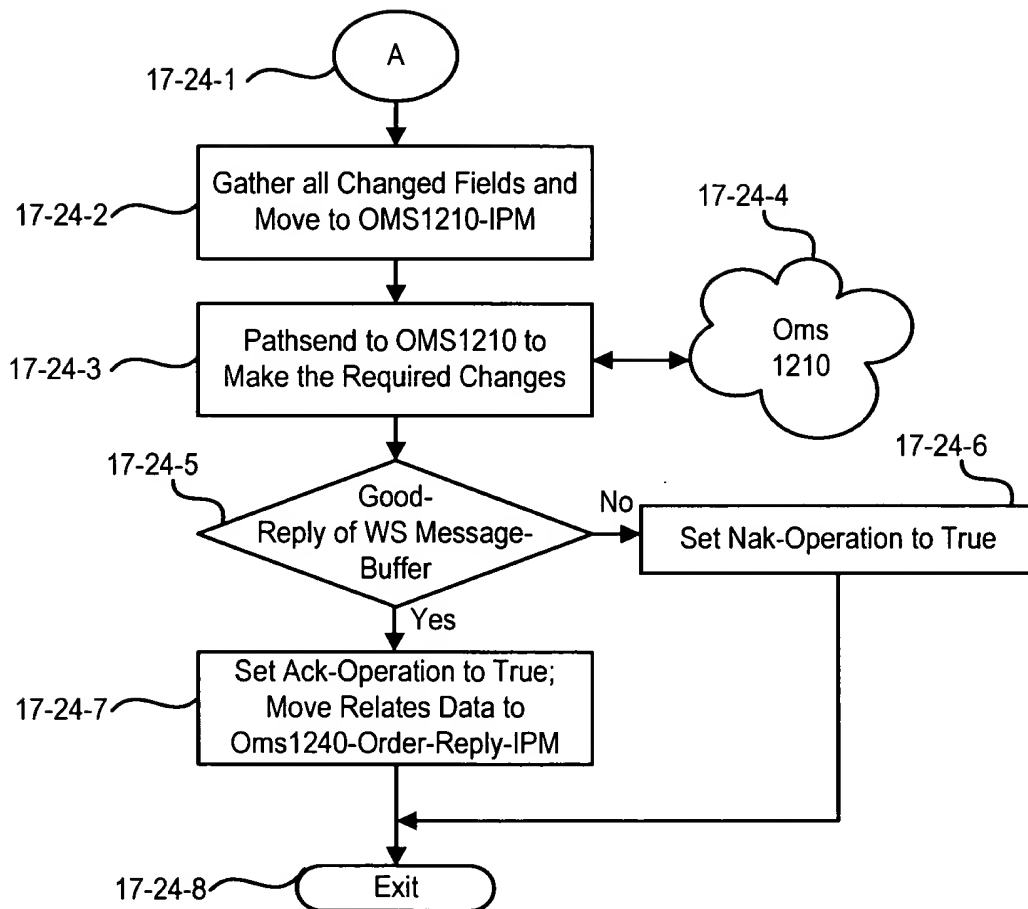 A
17-24-1
Gather all Changed Fields and
Move to OMS1210-IPM
17-24-2
17-24-4
Pathsend to OMS1210 to
Make the Required Changes
17-24-3
Oms
1210
17-24-5
17-24-6
Good-
Reply of WS Message-
Buffer
No
Set Nak-Operation to True
Yes
Set Ack-Operation to True;
Move Relates Data to
Oms1240-Order-Reply-IPM
17-24-7
Exit
17-24-8